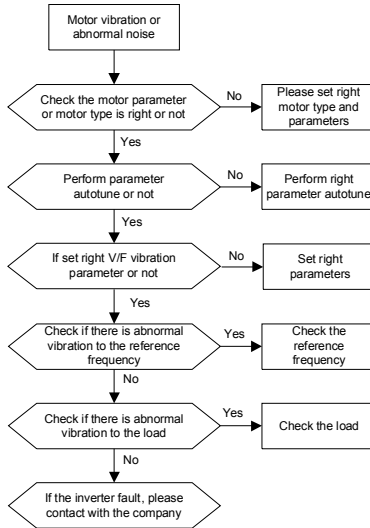 Motor vibration or
abnormal noise
Check the motor parameter
or motor type is right or not
No
Please set right
motor type and
parameters
Yes
Perform parameter
autotune or not
No
Perform right
parameter autotune
Yes
If set right V/F vibration
parameter or not
No
Set right
parameters
Yes
Check if there is abnormal
vibration to the reference
frequency
Yes
Check the
reference
frequency
No
Check if there is abnormal
vibration to the load
Yes
Check the load
No
If the inverter fault, please
contact with the company